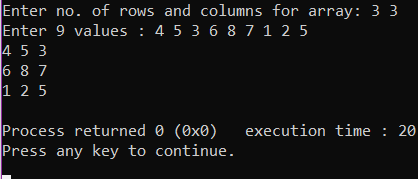 Enter no. of rows and columns for array: 3 3
Enter 9 values : 4 5 3 6 8 7 1 2 5
4 5 3
6 8 7
1 2 5
Process returned 0 (0x0)   execution time : 20
Press any key to continue.